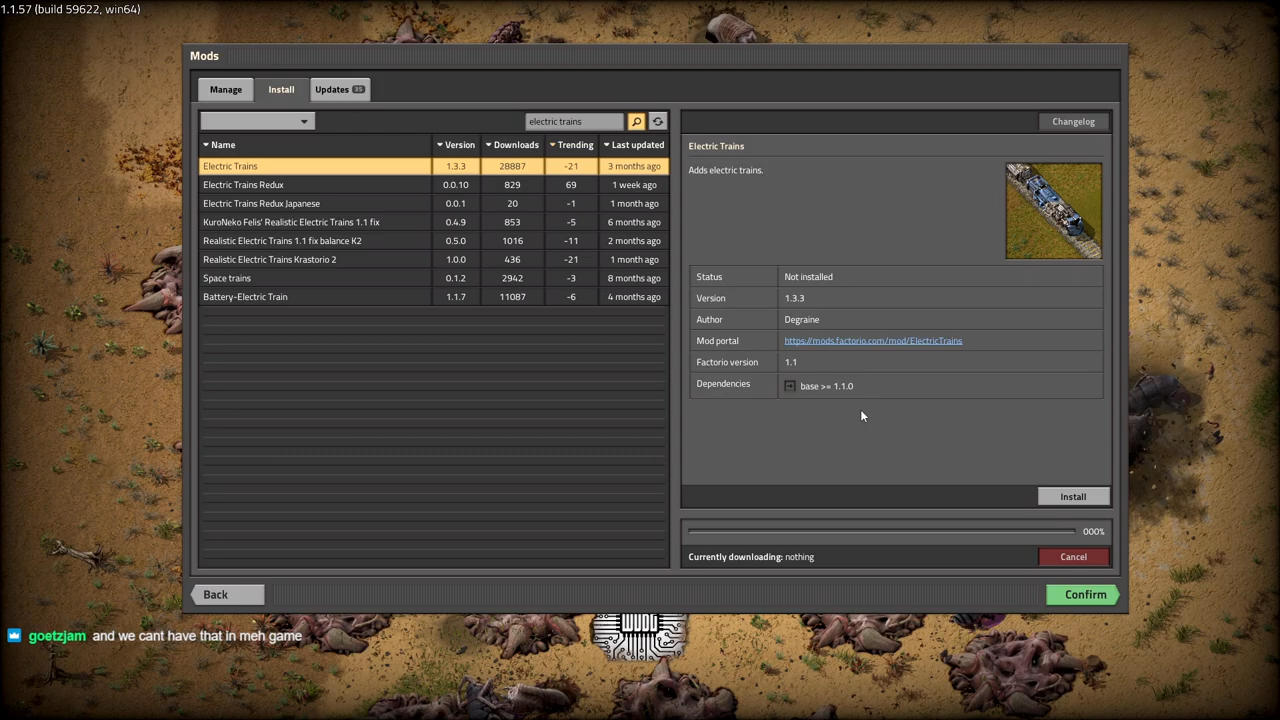 1.1.57 (build 59622, win64)
Mods
Manage Install Updates 35
electric trains Changelog
Name Version Downloads Trending Last updated
Electric Trains 1.3.3 28887 -21 3 months ago
Electric Trains Redux 0.0.10 829 69 1 week ago
Electric Trains Redux Japanese 0.0.1 20 -1 1 month ago
KuroNeko Felis' Realistic Electric Trains 1.1 fix 0.4.9 853 -5 6 months ago
Realistic Electric Trains 1.1 fix balance K2 0.5.0 1016 -11 2 months ago
Realistic Electric Trains Krastorio 2 1.0.0 436 -21 1 month ago
Space trains 0.1.2 2942 -3 8 months ago
Battery-Electric Train 1.1.7 11087 -6 4 months ago
Electric Trains
Adds electric trains.
Status Not installed
Version 1.3.3
Author Degraine
Mod portal https://mods.factorio.com/mod/ElectricTrains
Factorio version 1.1
Dependencies base >= 1.1.0
Install
000%
Currently downloading: nothing Cancel
Back Confirm
goetzjam and we cant have that in meh game